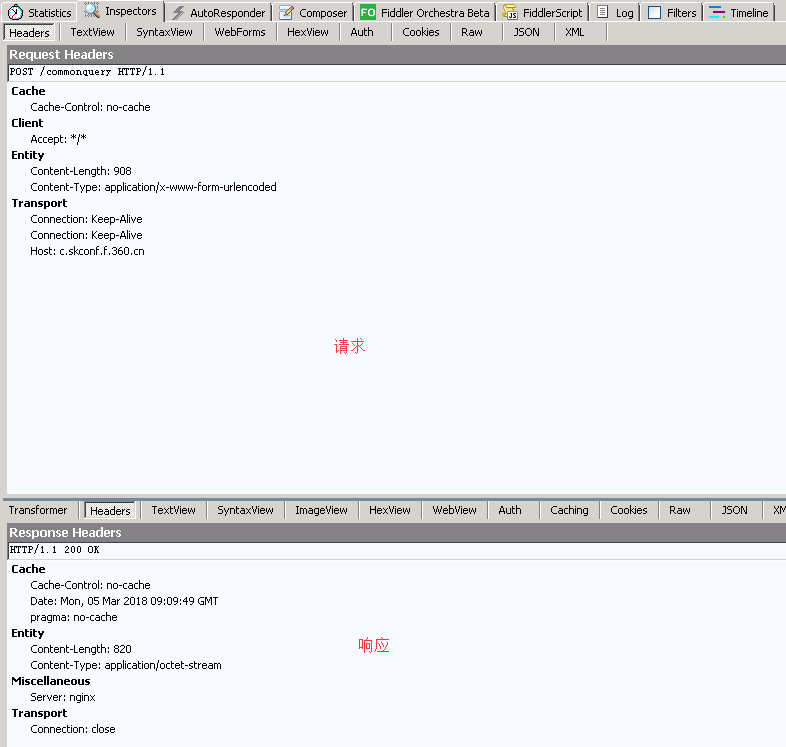 Statistics Inspectors AutoResponder Composer FO Fiddler Orchestra Beta JS FiddlerScript Log Filters Timeline
Headers TextView SyntaxView WebForms HexView Auth Cookies Raw JSON XML
Request Headers
POST /commonquery HTTP/1.1
Cache
Cache-Control: no-cache
Client
Accept: */*
Entity
Content-Length: 908
Content-Type: application/x-www-form-urlencoded
Transport
Connection: Keep-Alive
Connection: Keep-Alive
Host: c.skconf.f.360.cn
请求
Transformer Headers TextView SyntaxView ImageView HexView WebView Auth Caching Cookies Raw JSON XM
Response Headers
HTTP/1.1 200 OK
Cache
Cache-Control: no-cache
Date: Mon, 05 Mar 2018 09:09:49 GMT
pragma: no-cache
Entity
Content-Length: 820
响应
Content-Type: application/octet-stream
Miscellaneous
Server: nginx
Transport
Connection: close